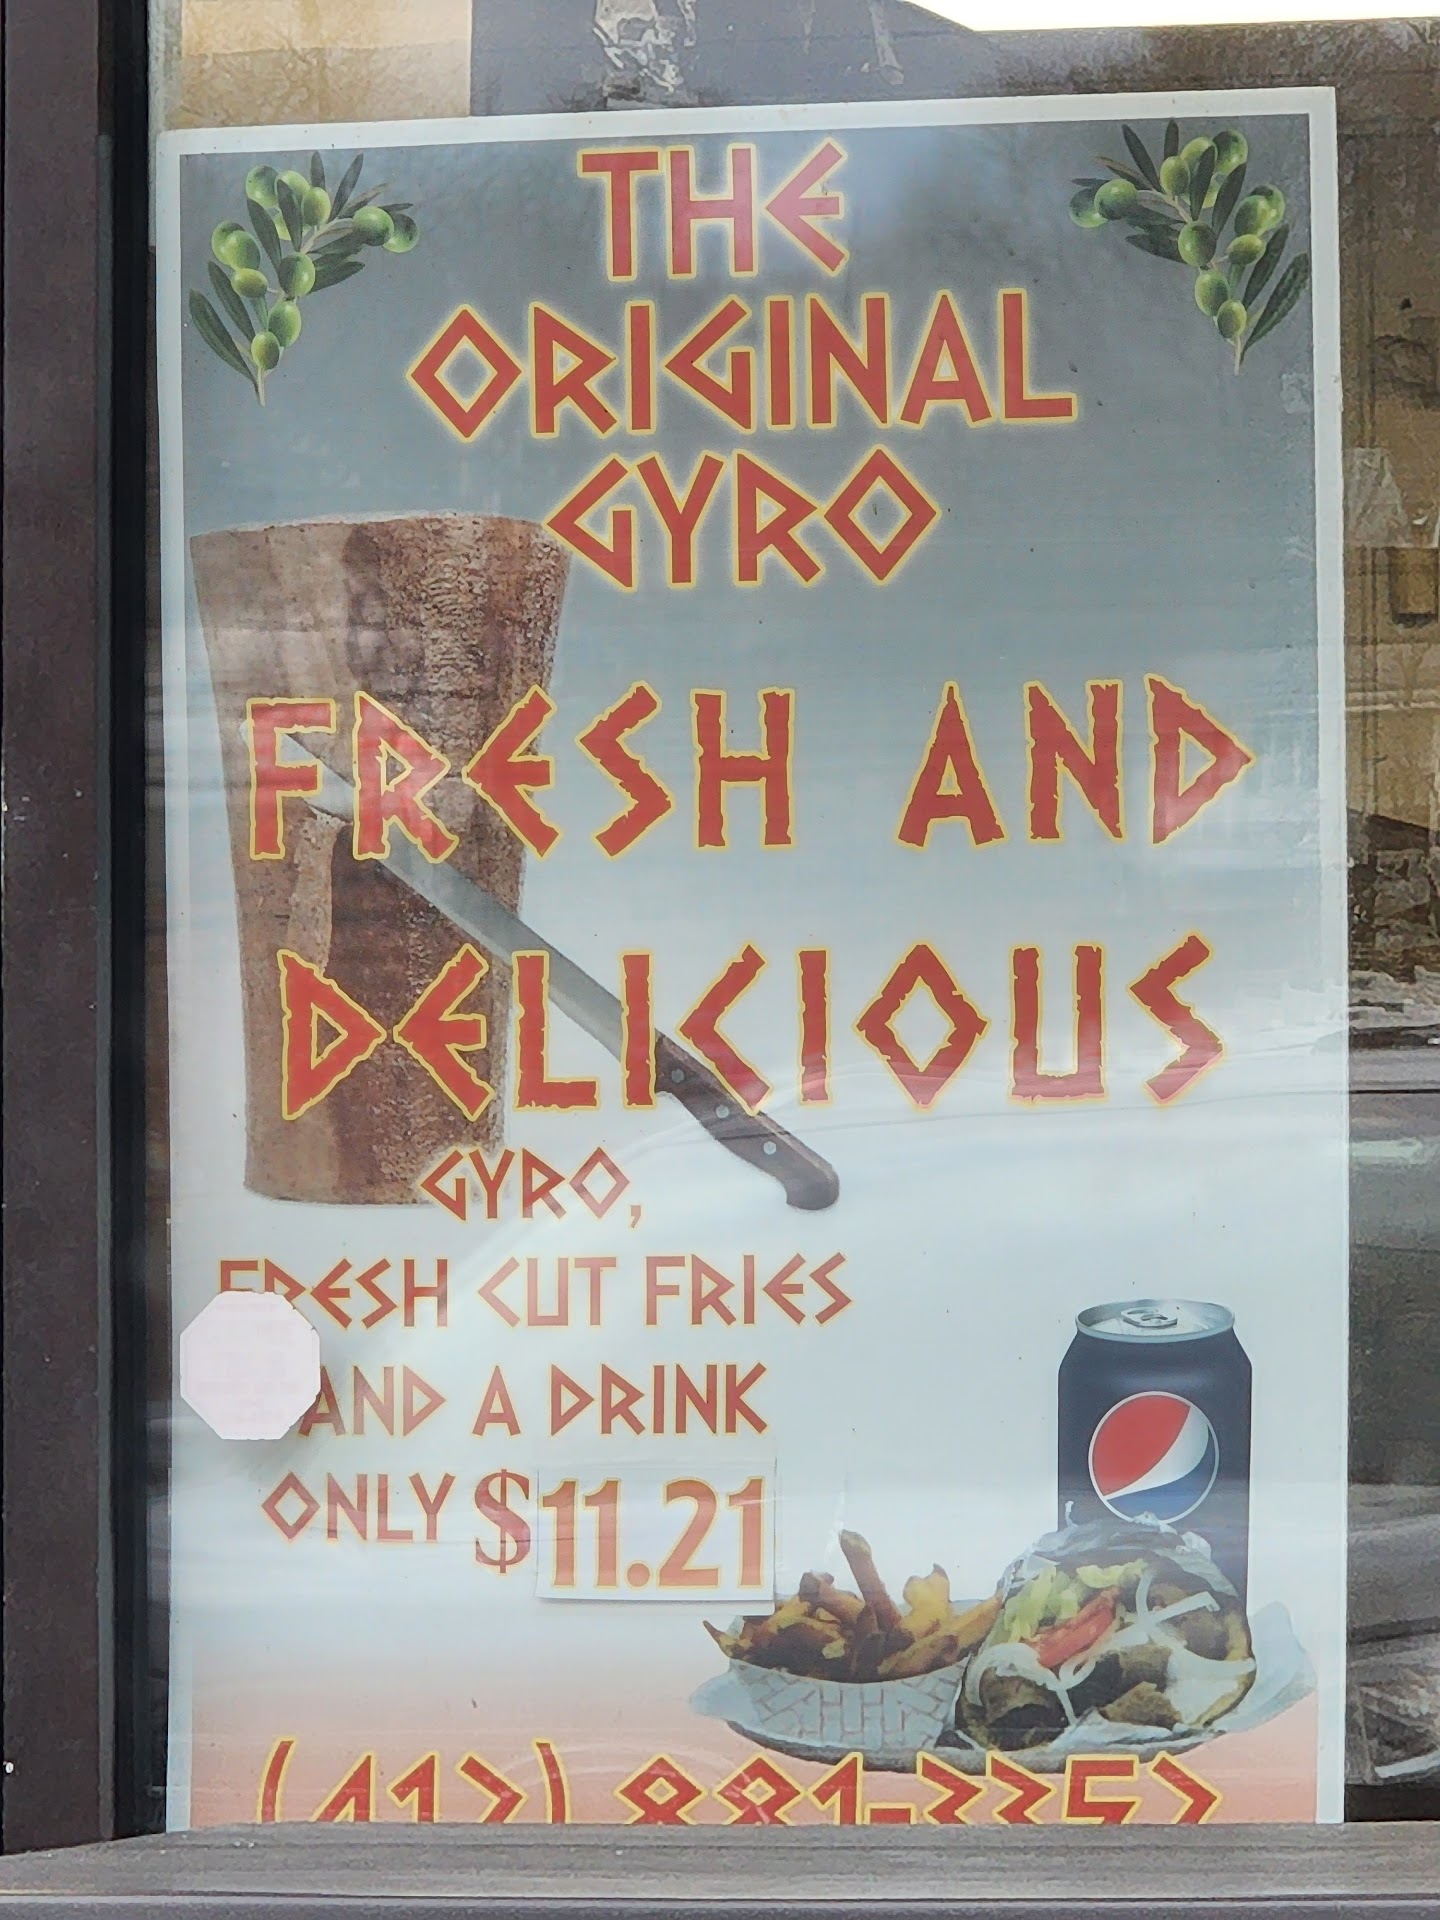 THE
ORIGINAL
GYRO
FRESH AND
DELICIOUS
GYRO,
FRESH CUT FRIES
AND A DRINK
ONLY $11.21